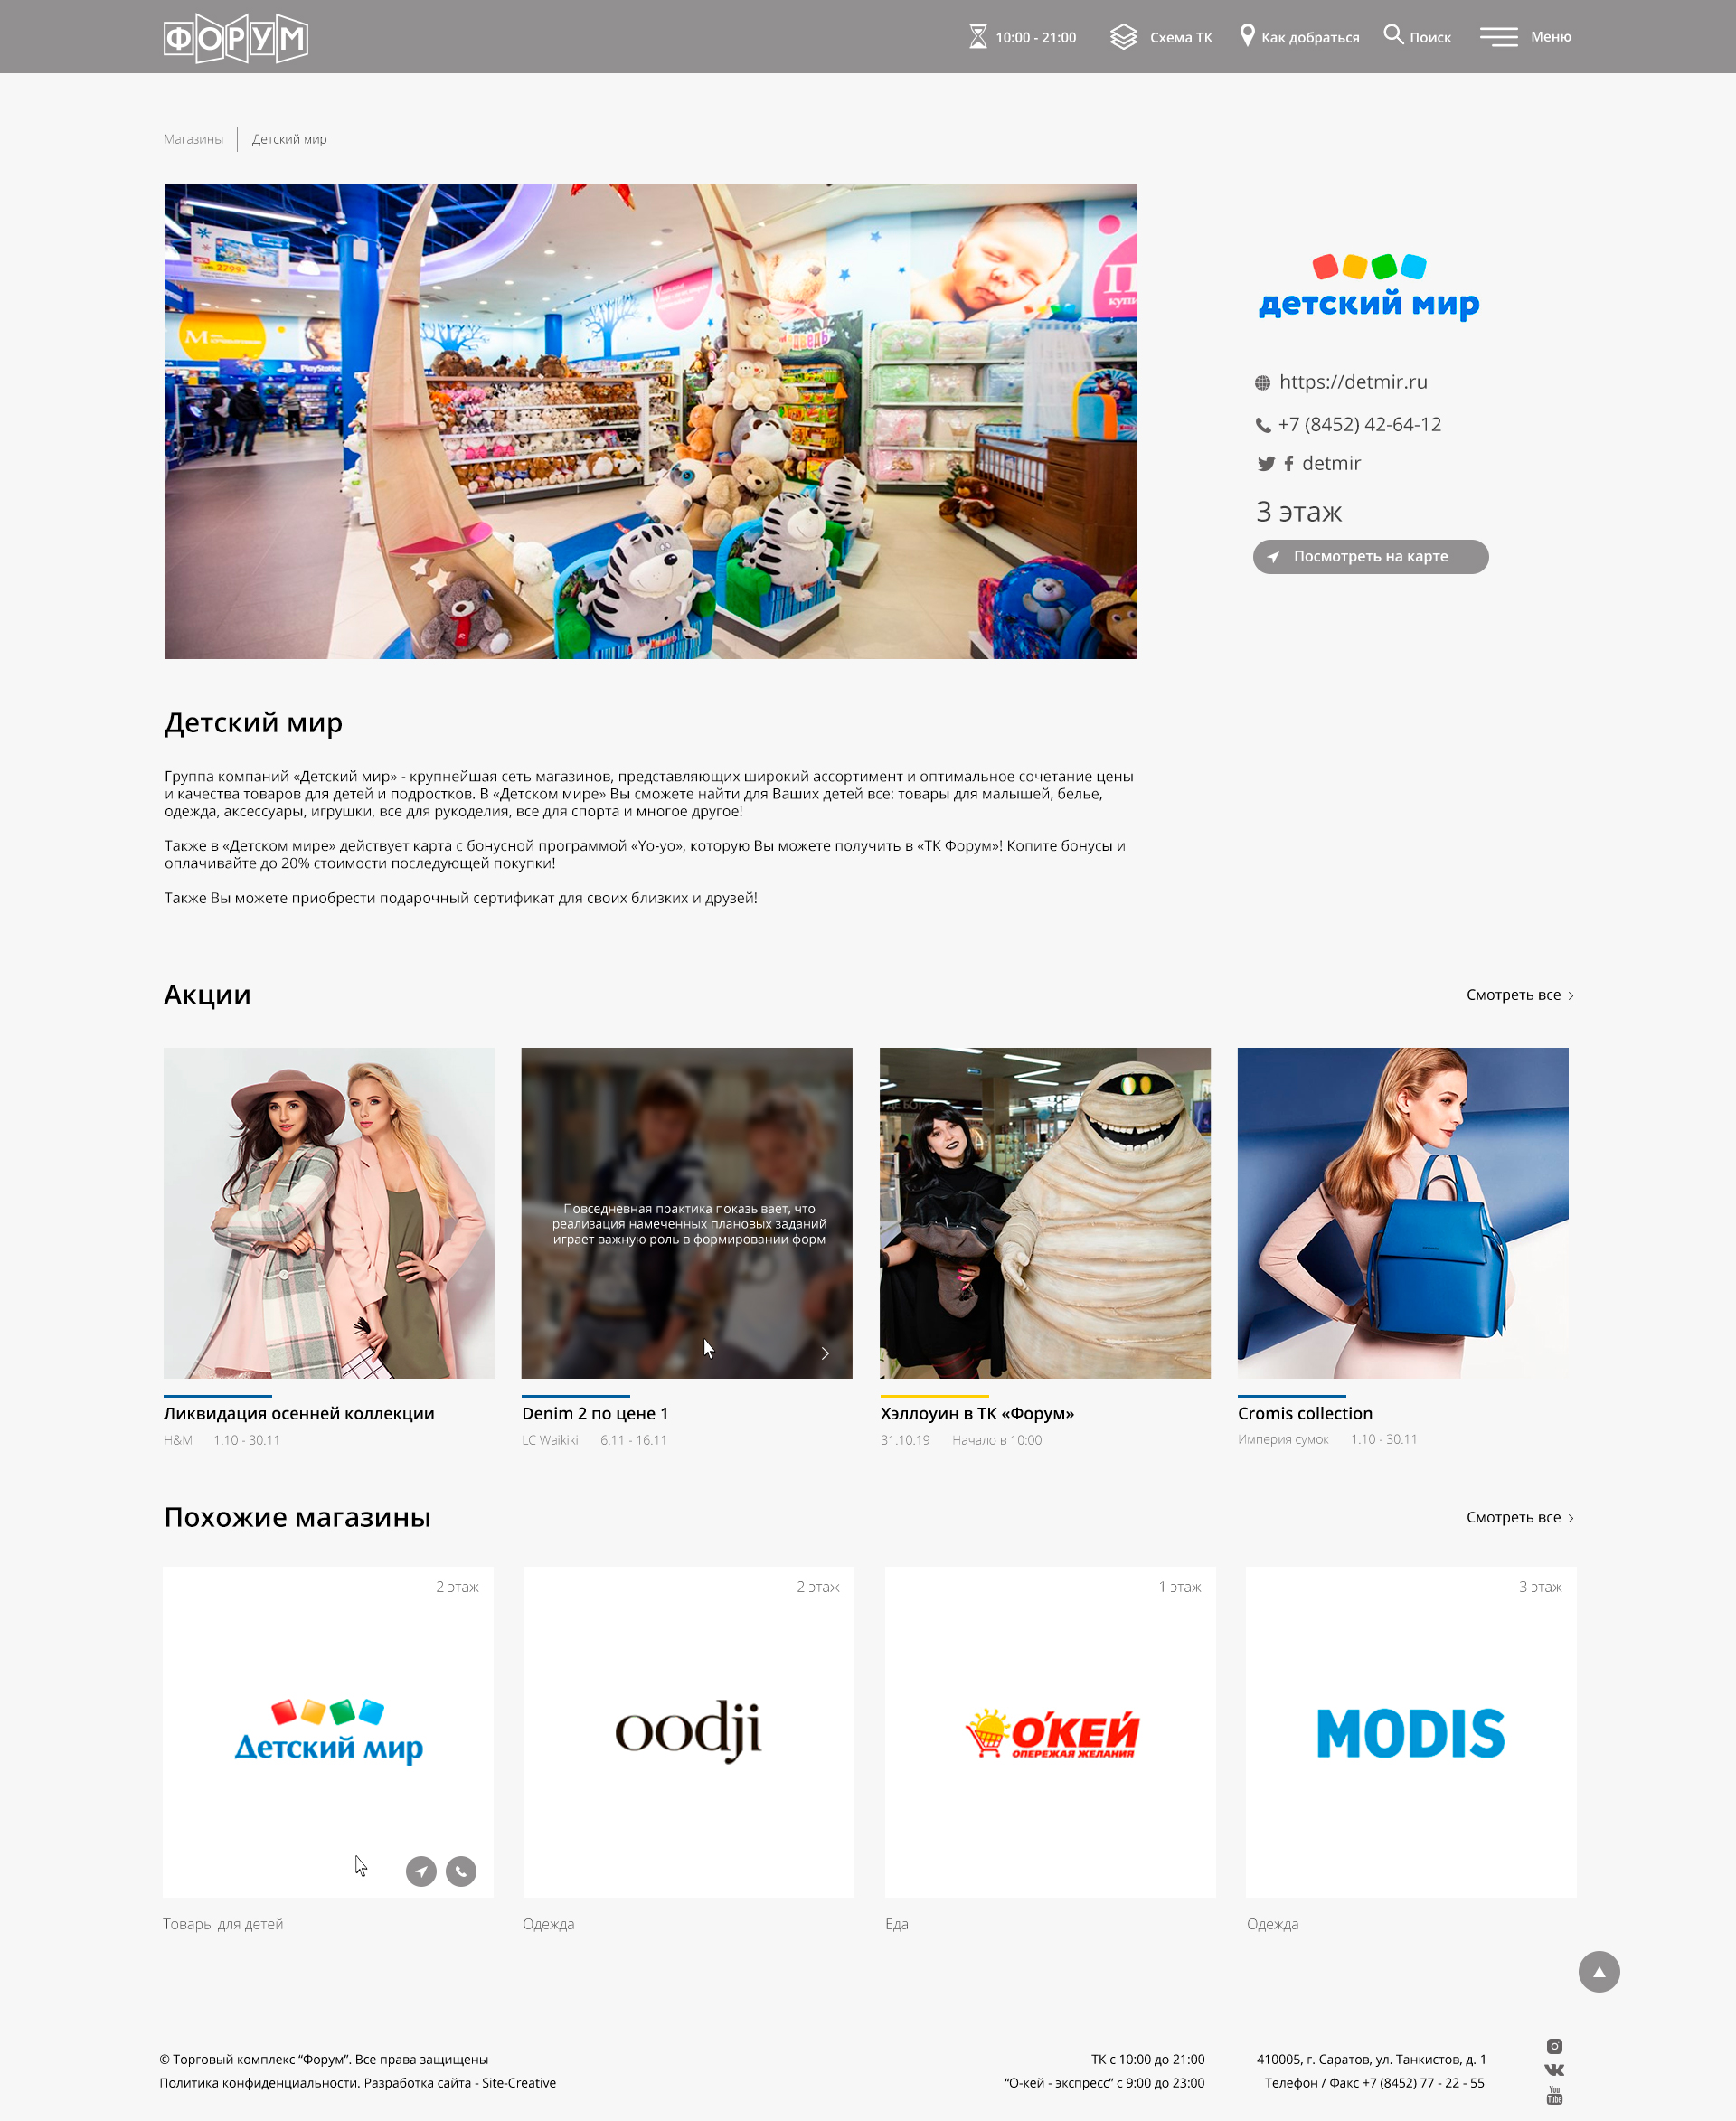 ФОРУМ
10:00 - 21:00
Схема ТК
Как добраться
Поиск
Меню
Магазины
Детский мир
2799.-
М
PlayStation
детский мир
https://detmir.ru
+7 (8452) 42-64-12
detmir
3 этаж
Посмотреть на карте
Детский мир
Группа компаний «Детский мир» - крупнейшая сеть магазинов, представляющих широкий ассортимент и оптимальное сочетание цены
и качества товаров для детей и подростков. В «Детском мире» Вы сможете найти для Ваших детей все: товары для малышей, белье,
одежда, аксессуары, игрушки, все для рукоделия, все для спорта и многое другое!
Также в «Детском мире» действует карта с бонусной программой «Yo-yo», которую Вы можете получить в «ТК Форум»! Копите бонусы и
оплачивайте до 20% стоимости последующей покупки!
Также Вы можете приобрести подарочный сертификат для своих близких и друзей!
Акции
Смотреть все
Повседневная практика показывает, что
реализация намеченных плановых заданий
играет важную роль в формировании форм
Ликвидация осенней коллекции
H&M 1.10 - 30.11
Denim 2 по цене 1
LC Waikiki 6.11 - 16.11
Хэллоуин в ТК «Форум»
31.10.19 Начало в 10:00
Cromis collection
Империя сумок 1.10 - 30.11
Похожие магазины
Смотреть все
2 этаж
Детский мир
Товары для детей
2 этаж
oodji
Одежда
1 этаж
О'КЕЙ
ОПЕРЕЖАЯ ЖЕЛАНИЯ
Еда
3 этаж
MODIS
Одежда
© Торговый комплекс “Форум”. Все права защищены
Политика конфиденциальности. Разработка сайта - Site-Creative
ТК с 10:00 до 21:00
“О-кей - экспресс” с 9:00 до 23:00
410005, г. Саратов, ул. Танкистов, д. 1
Телефон / Факс +7 (8452) 77 - 22 - 55
You
Tube